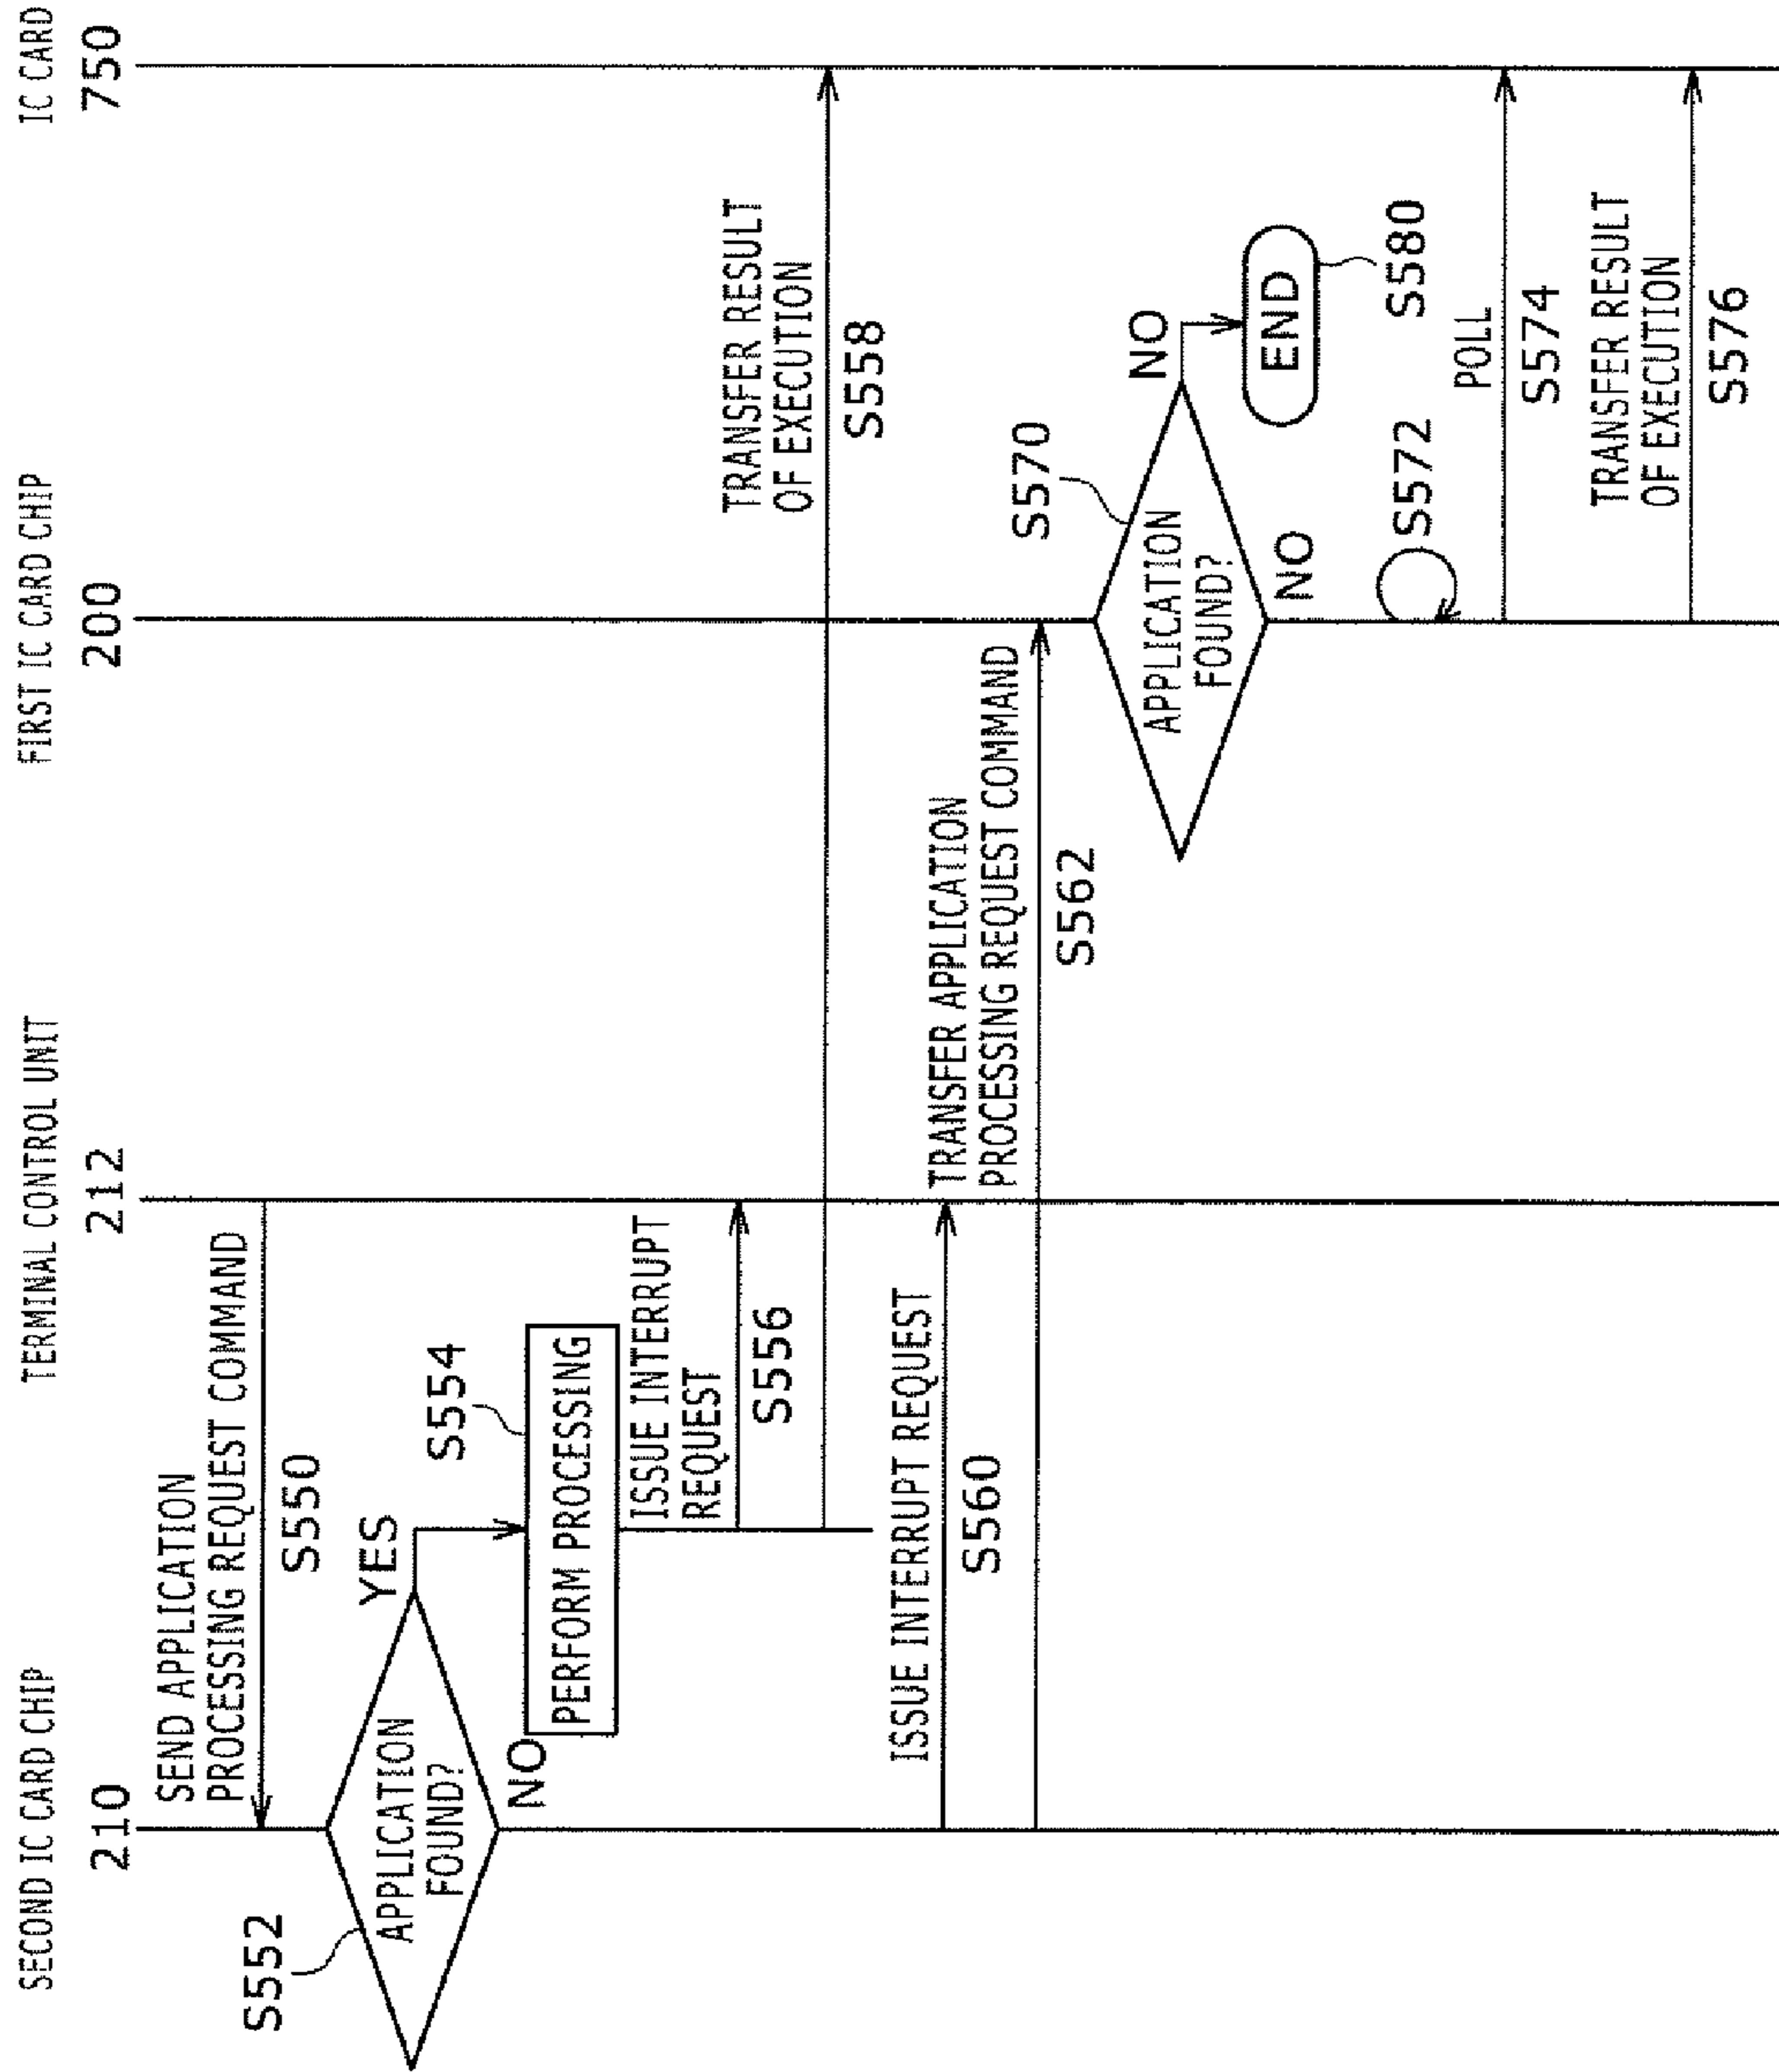 SECOND IC CARD CHIP
210
TERMINAL CONTROL UNIT
212
FIRST IC CARD CHIP
200
IC CARD
750
SEND APPLICATION
PROCESSING REQUEST COMMAND
S550
S552
APPLICATION
FOUND?
YES
NO
S554
PERFORM PROCESSING
ISSUE INTERRUPT
REQUEST
S556
TRANSFER RESULT
OF EXECUTION
S558
ISSUE INTERRUPT REQUEST
S560
TRANSFER APPLICATION
PROCESSING REQUEST COMMAND
S562
S570
APPLICATION
FOUND?
NO
END
S580
NO
S572
POLL
S574
TRANSFER RESULT
OF EXECUTION
S576